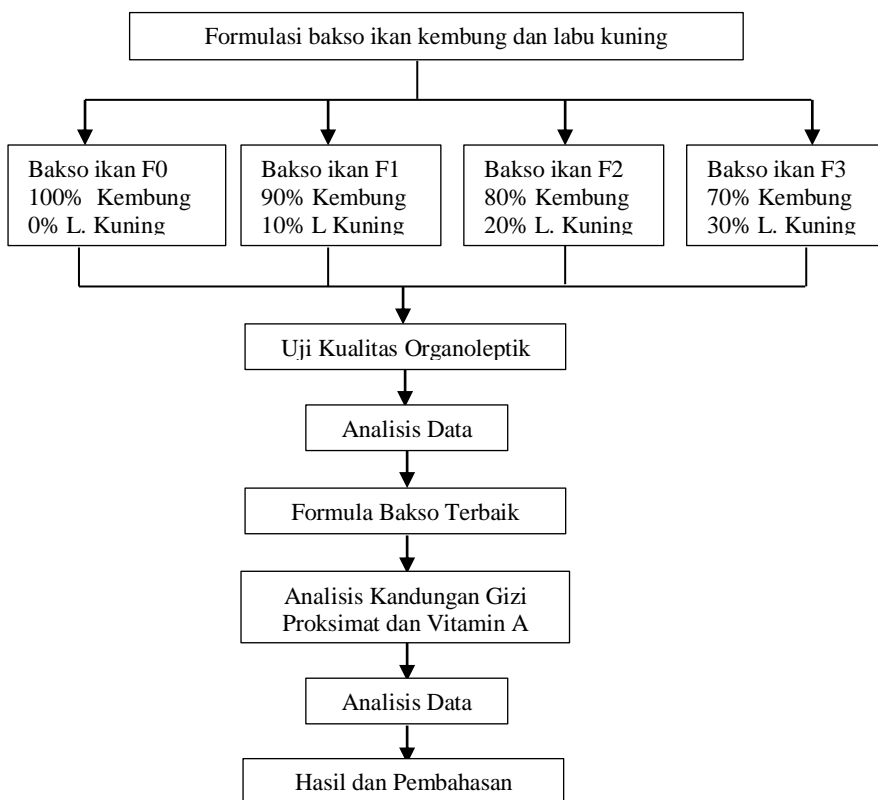 Formulasi bakso ikan kembung dan labu kuning
Bakso ikan F0
100% Kembung
0% L. Kuning
Bakso ikan F1
90% Kembung
10% L Kuning
Bakso ikan F2
80% Kembung
20% L. Kuning
Bakso ikan F3
70% Kembung
30% L. Kuning
Uji Kualitas Organoleptik
Analisis Data
Formula Bakso Terbaik
Analisis Kandungan Gizi
Proksimat dan Vitamin A
Analisis Data
Hasil dan Pembahasan